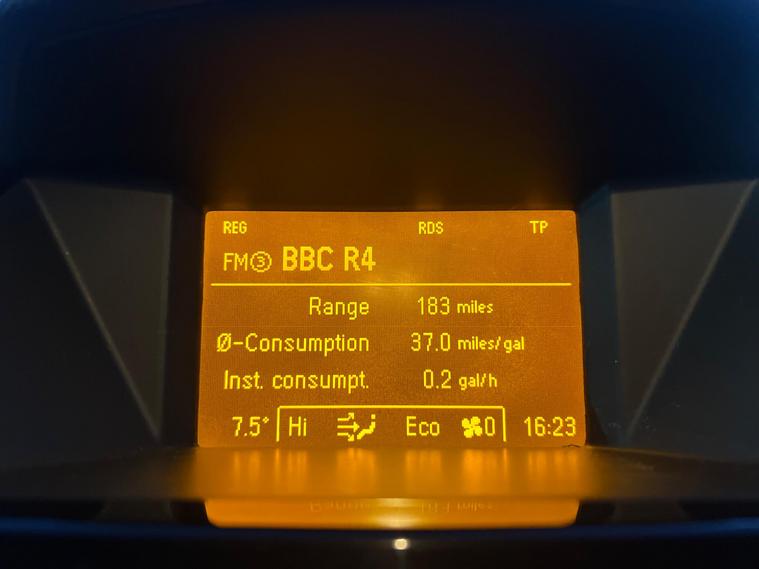 REG RDS TP
FM③ BBC R4
Range 183 miles
Ø-Consumption 37.0 miles/gal
Inst. consumpt. 0.2 gal/h
7.5° Hi Eco 0 16:23